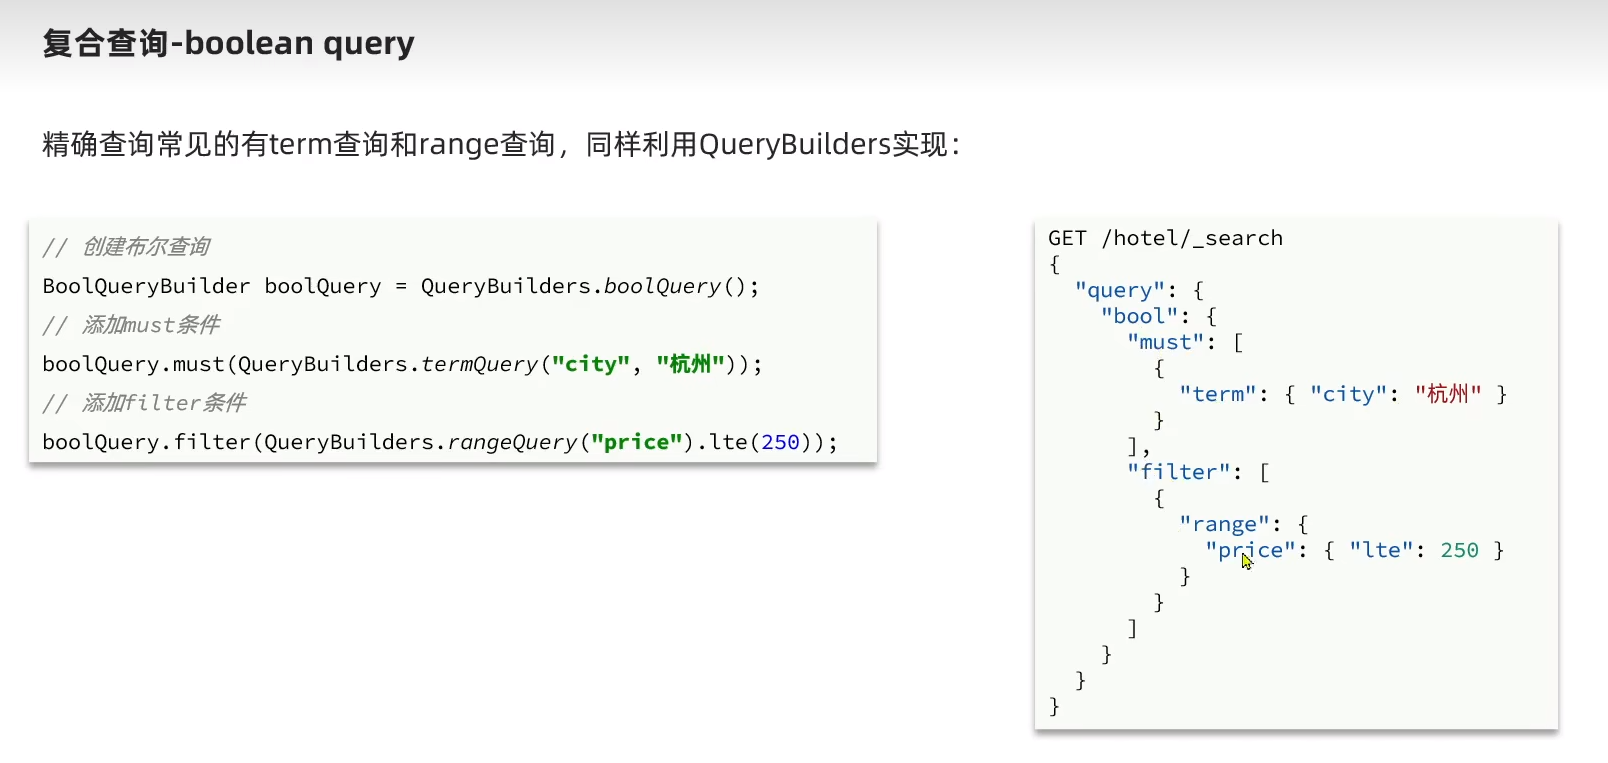 复合查询-boolean query
精确查询常见的有term查询和range查询，同样利用QueryBuilders实现：
// 创建布尔查询
BoolQueryBuilder boolQuery = QueryBuilders.boolQuery();
// 添加must条件
boolQuery.must(QueryBuilders.termQuery("city", "杭州"));
// 添加filter条件
boolQuery.filter(QueryBuilders.rangeQuery("price").lte(250));
GET /hotel/_search
{
  "query": {
    "bool": {
      "must": [
        {
          "term": { "city": "杭州" }
        }
      ],
      "filter": [
        {
          "range": {
            "price": { "lte": 250 }
          }
        }
      ]
    }
  }
}